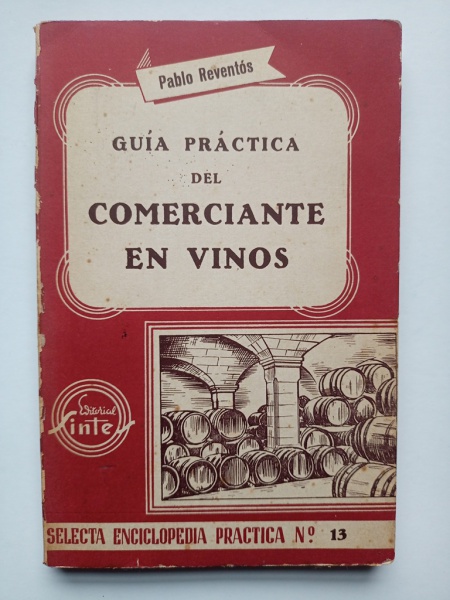 Pablo Reventós
GUÍA PRÁCTICA
DEL
COMERCIANTE
EN VINOS
Editorial
Sintes
SELECTA ENCICLOPEDIA PRACTICA Nº 13